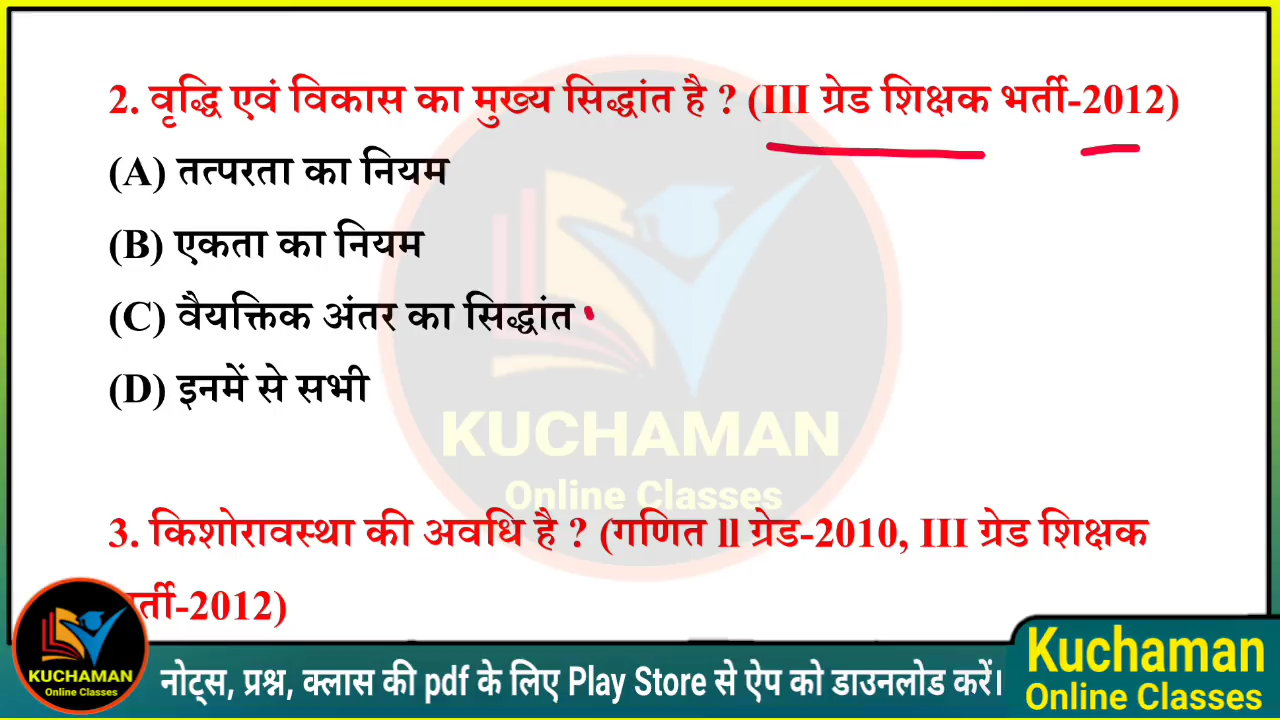 2. वृद्धि एवं विकास का मुख्य सिद्धांत है ? (III ग्रेड शिक्षक भर्ती-2012)
(A) तत्परता का नियम
(B) एकता का नियम
(C) वैयक्तिक अंतर का सिद्धांत
(D) इनमें से सभी
KUCHAMAN
Online Classes
3. किशोरावस्था की अवधि है ? (गणित ll ग्रेड-2010, III ग्रेड शिक्षक
भर्ती-2012)
KUCHAMAN
Online Classes
नोट्स, प्रश्न, क्लास की pdf के लिए Play Store से ऐप को डाउनलोड करें।
Kuchaman
Online Classes